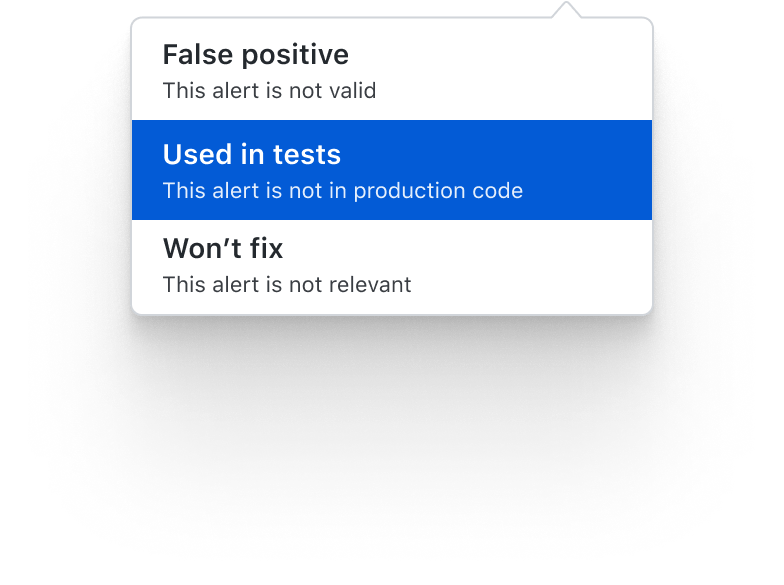 False positive
This alert is not valid
Used in tests
This alert is not in production code
Won’t fix
This alert is not relevant